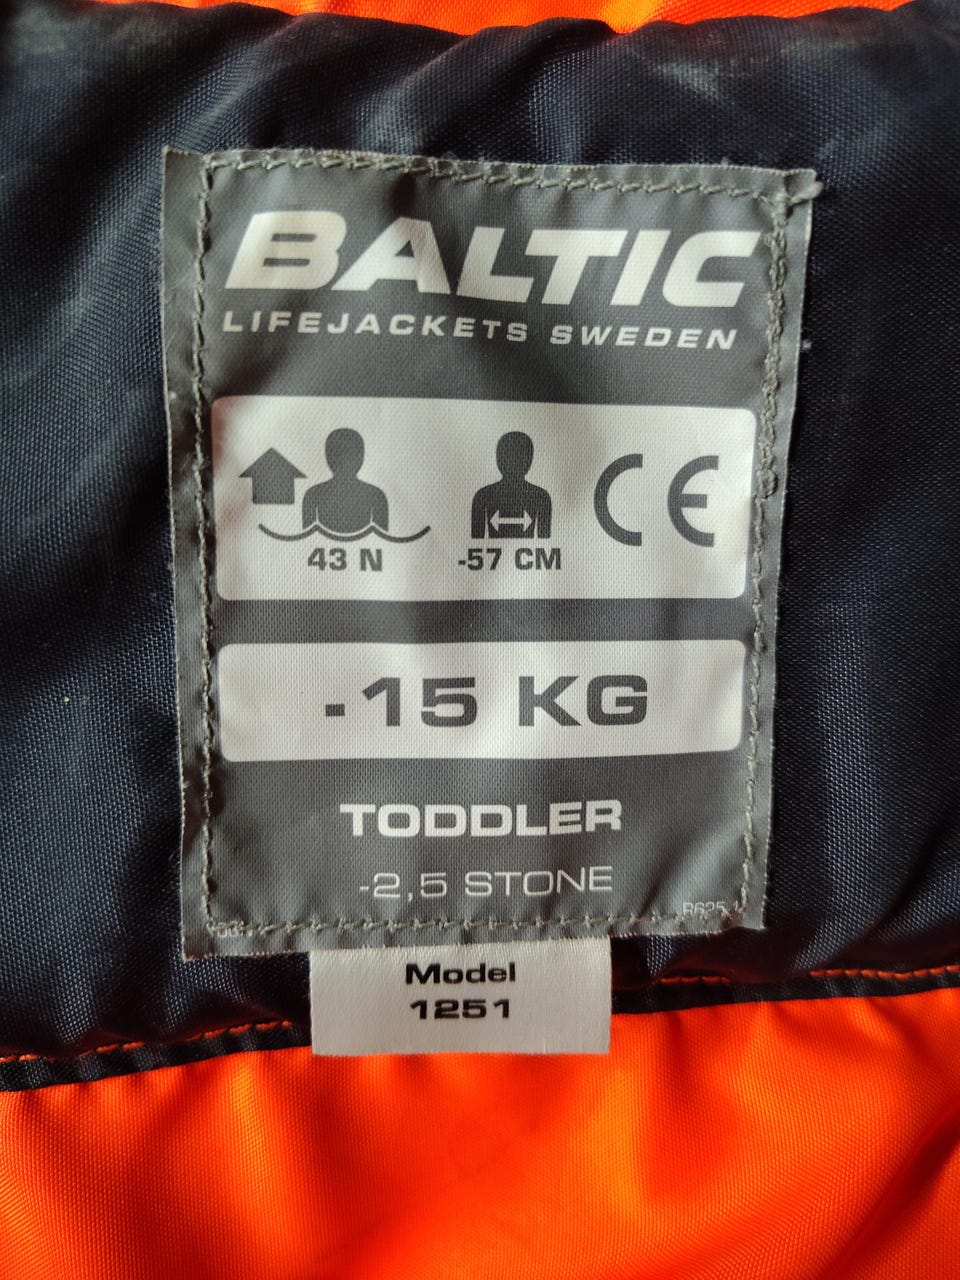 BALTIC
LIFEJACKETS SWEDEN
43 N
-57 CM
CE
-15 KG
TODDLER
-2,5 STONE
Model
1251